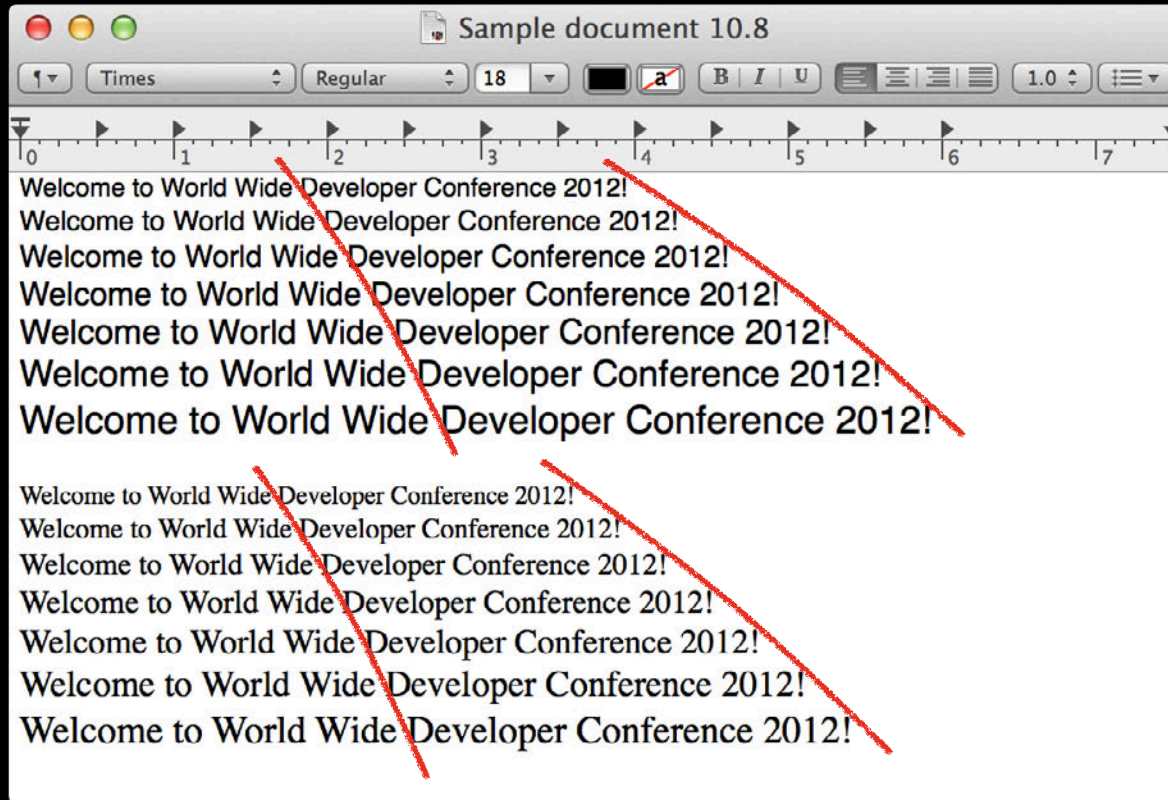 Sample document 10.8
¶ Times Regular 18 a B I U 1.0
0 1 2 3 4 5 6 7
Welcome to World Wide Developer Conference 2012!
Welcome to World Wide Developer Conference 2012!
Welcome to World Wide Developer Conference 2012!
Welcome to World Wide Developer Conference 2012!
Welcome to World Wide Developer Conference 2012!
Welcome to World Wide Developer Conference 2012!
Welcome to World Wide Developer Conference 2012!
Welcome to World Wide Developer Conference 2012!
Welcome to World Wide Developer Conference 2012!
Welcome to World Wide Developer Conference 2012!
Welcome to World Wide Developer Conference 2012!
Welcome to World Wide Developer Conference 2012!
Welcome to World Wide Developer Conference 2012!
Welcome to World Wide Developer Conference 2012!